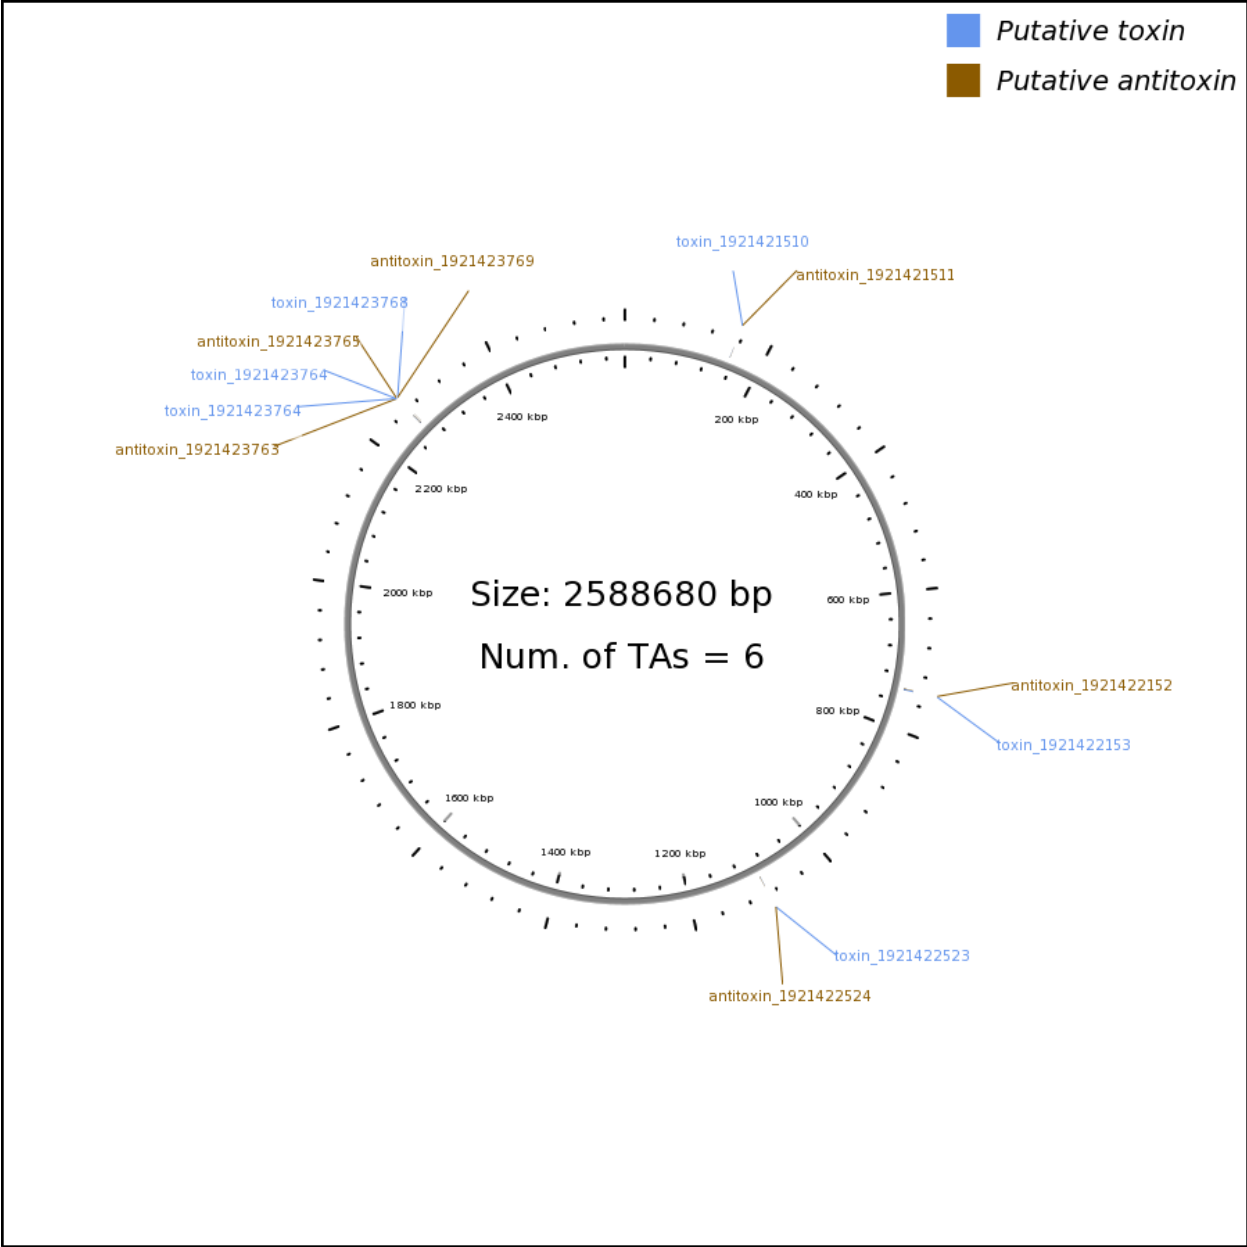 Putative toxin
Putative antitoxin
toxin_1921421510
antitoxin_1921423769
antitoxin_1921421511
toxin_1921423768
antitoxin_1921423765
toxin_1921423764
toxin_1921423764
antitoxin_1921423763
2400 kbp
200 kbp
2200 kbp
400 kbp
2000 kbp
600 kbp
Size: 2588680 bp
Num. of TAs = 6
antitoxin_1921422152
1800 kbp
800 kbp
toxin_1921422153
1600 kbp
1000 kbp
1400 kbp
1200 kbp
toxin_1921422523
antitoxin_1921422524